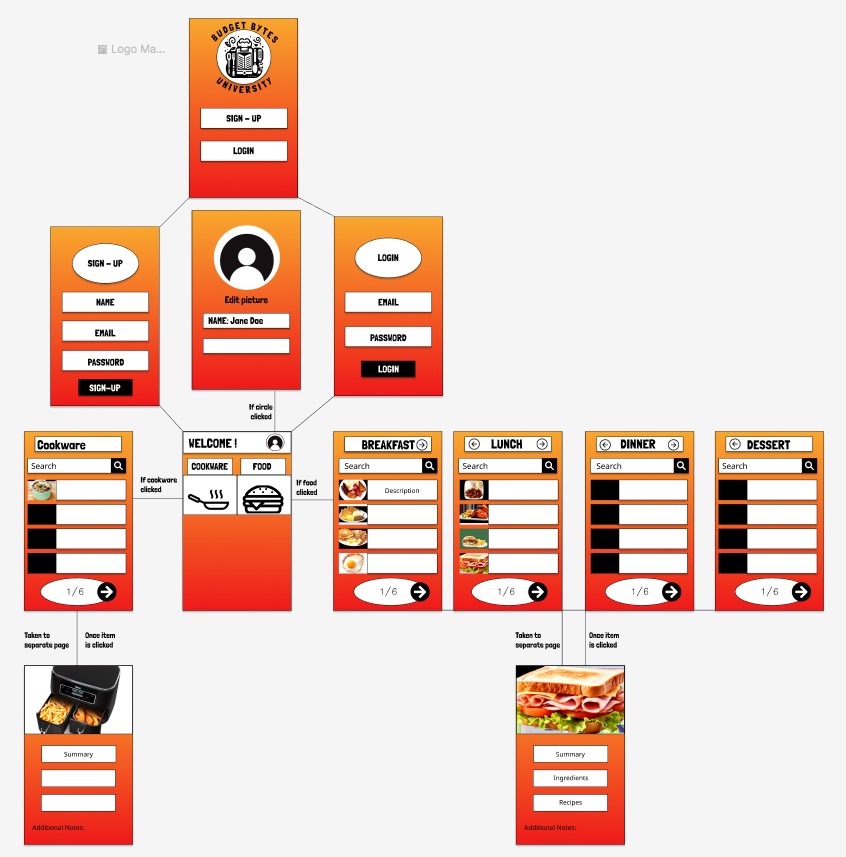 Logo Ma...
BUDGET BYTES
UNIVERSITY
SIGN - UP
LOGIN
SIGN - UP
NAME
EMAIL
PASSWORD
SIGN-UP
Edit picture
NAME: Jane Doe
LOGIN
EMAIL
PASSWORD
LOGIN
If circle
clicked
Cookware
Search
1/6
If cookware
clicked
WELCOME !
COOKWARE
FOOD
If food
clicked
BREAKFAST
Search
Description
1/6
LUNCH
Search
1/6
DINNER
Search
1/6
DESSERT
Search
1/6
Taken to
separate page
Once item
is clicked
Summary
Additional Notes:
Taken to
separate page
Once item
is clicked
Summary
Ingredients
Recipes
Additional Notes: